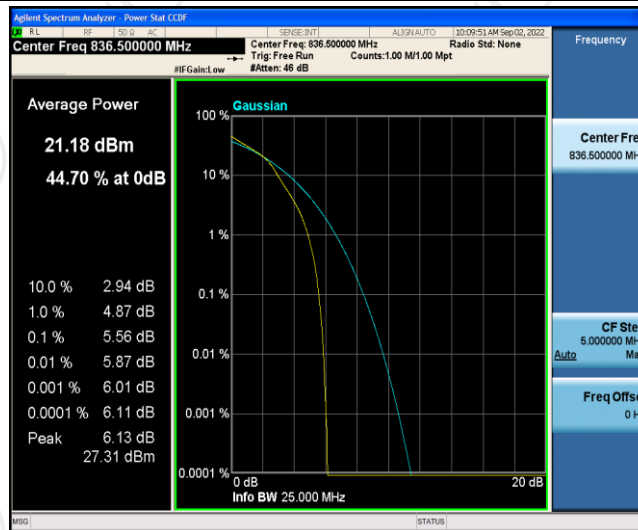 Agilent Spectrum Analyzer - Power Stat CCDF
RL RF 50 Ω AC SENSE:INT ALIGN AUTO 10:09:51 AM Sep 02, 2022
Center Freq 836.500000 MHz
Center Freq: 836.500000 MHz Radio Std: None
Trig: Free Run Counts:1.00 M/1.00 Mpt
#IFGain:Low #Atten: 46 dB
Frequency
Average Power
21.18 dBm
44.70 % at 0dB
10.0 % 2.94 dB
1.0 % 4.87 dB
0.1 % 5.56 dB
0.01 % 5.87 dB
0.001 % 6.01 dB
0.0001 % 6.11 dB
Peak 6.13 dB
27.31 dBm
Gaussian
100 %
10 %
1 %
0.1 %
0.01 %
0.001 %
0.0001 %
0 dB 20 dB
Info BW 25.000 MHz
Center Fre
836.500000 MH
CF Ste
5.000000 MH
Auto Ma
Freq Offse
0 H
MSG STATUS